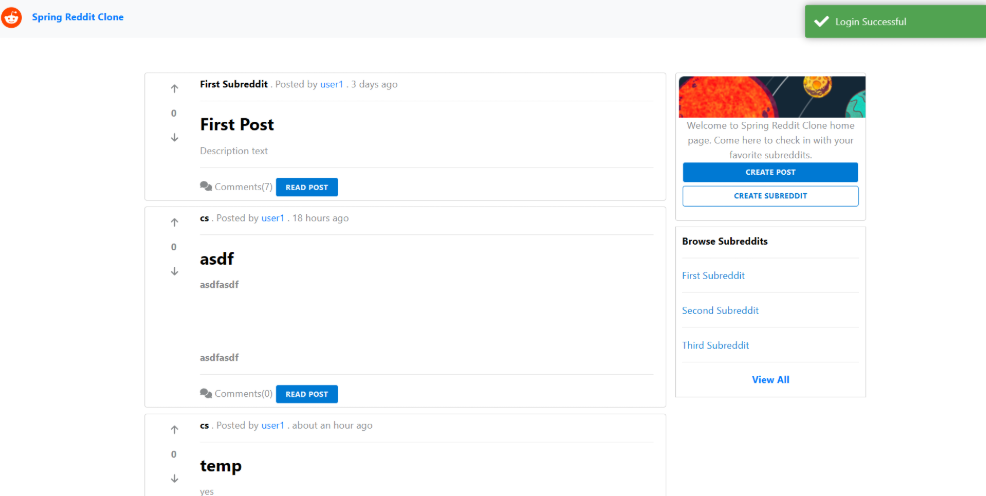 Spring Reddit Clone
Login Successful
First Subreddit . Posted by user1 . 3 days ago
0
First Post
Description text
Comments(7) READ POST
cs . Posted by user1 . 18 hours ago
0
asdf
asdfasdf
asdfasdf
Comments(0) READ POST
cs . Posted by user1 . about an hour ago
0
temp
yes
Welcome to Spring Reddit Clone home
page. Come here to check in with your
favorite subreddits.
CREATE POST
CREATE SUBREDDIT
Browse Subreddits
First Subreddit
Second Subreddit
Third Subreddit
View All